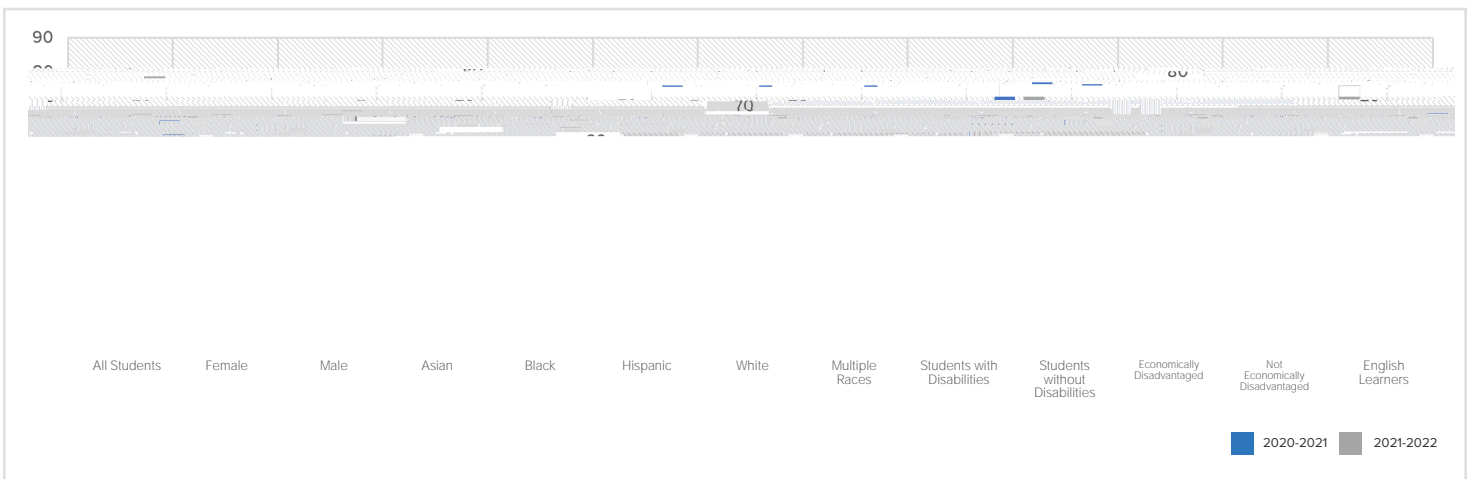 90
80
70
All Students
Female
Male
Asian
Black
Hispanic
White
Multiple
Races
Students with
Disabilities
Students
without
Disabilities
Economically
Disadvantaged
Not
Economically
Disadvantaged
English
Learners
2020-2021
2021-2022